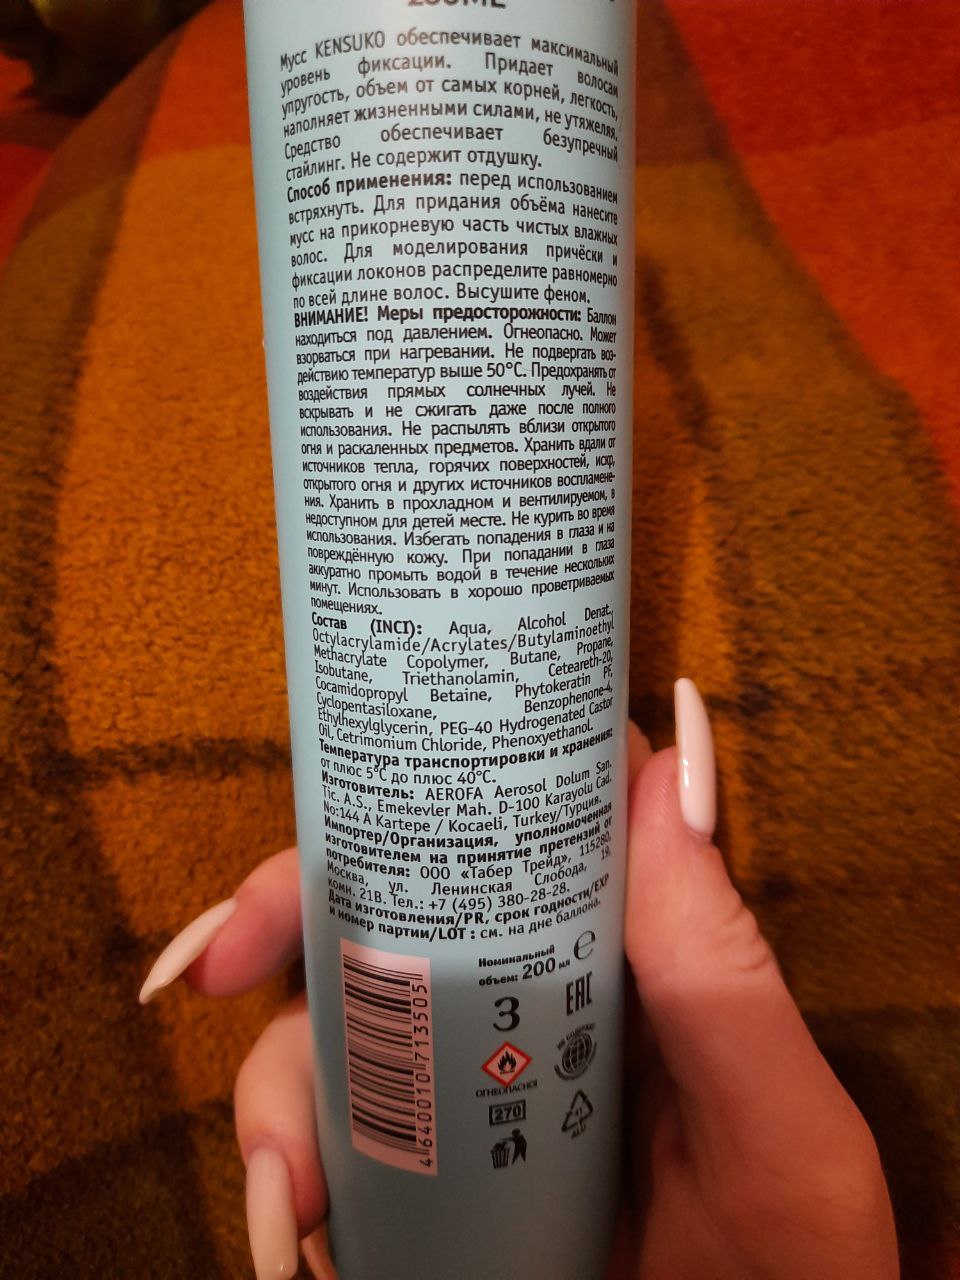 200ML
Мусс KENSUKO обеспечивает максимальный
уровень фиксации. Придает волосам
упругость, объем от самых корней, легкость,
наполняет жизненными силами, не утяжеляя.
Средство обеспечивает безупречный
стайлинг. Не содержит отдушку.
Способ применения: перед использованием
встряхнуть. Для придания объёма нанесите
мусс на прикорневую часть чистых влажных
волос. Для моделирования причёски и
фиксации локонов распределите равномерно
по всей длине волос. Высушите феном.
ВНИМАНИЕ! Меры предосторожности: Баллон
находиться под давлением. Огнеопасно. Может
взорваться при нагревании. Не подвергать воз-
действию температур выше 50°С. Предохранять от
воздействия прямых солнечных лучей. Не
вскрывать и не сжигать даже после полного
использования. Не распылять вблизи открытого
огня и раскаленных предметов. Хранить вдали от
источников тепла, горячих поверхностей, искр,
открытого огня и других источников воспламене-
ния. Хранить в прохладном и вентилируемом, в
недоступном для детей месте. Не курить во время
использования. Избегать попадения в глаза и на
повреждённую кожу. При попадании в глаза
аккуратно промыть водой в течение нескольких
минут. Использовать в хорошо проветриваемых
помещениях.
Состав (INCI): Aqua, Alcohol Denat.,
Octylacrylamide/Acrylates/Butylaminoethyl
Methacrylate Copolymer, Butane, Propane,
Isobutane, Triethanolamin, Ceteareth-20,
Cocamidopropyl Betaine, Phytokeratin PF,
Cyclopentasiloxane, Benzophenone-4,
Ethylhexylglycerin, PEG-40 Hydrogenated Castor
Oil, Cetrimonium Chloride, Phenoxyethanol.
Температура транспортировки и хранения:
от плюс 5°С до плюс 40°С.
Изготовитель: AEROFA Aerosol Dolum San.
Tic. A.S., Emekevler Mah. D-100 Karayolu Cad.
No:144 A Kartepe / Kocaeli, Turkey/Турция.
Импортер/Организация, уполномоченная
изготовителем на принятие претензий от
потребителя: ООО «Табер Трейд», 115280,
Москва, ул. Ленинская Слобода, 19,
комн. 21В. Тел.: +7 (495) 380-28-28.
Дата изготовления/PR, срок годности/EXP
и номер партии/LOT : см. на дне баллона.
Номинальный
объем: 200 мл ℮
3 EAC
НЕ СОДЕРЖИТ
ОГНЕОПАСНО!
270
41
ALU
4 640010 713505